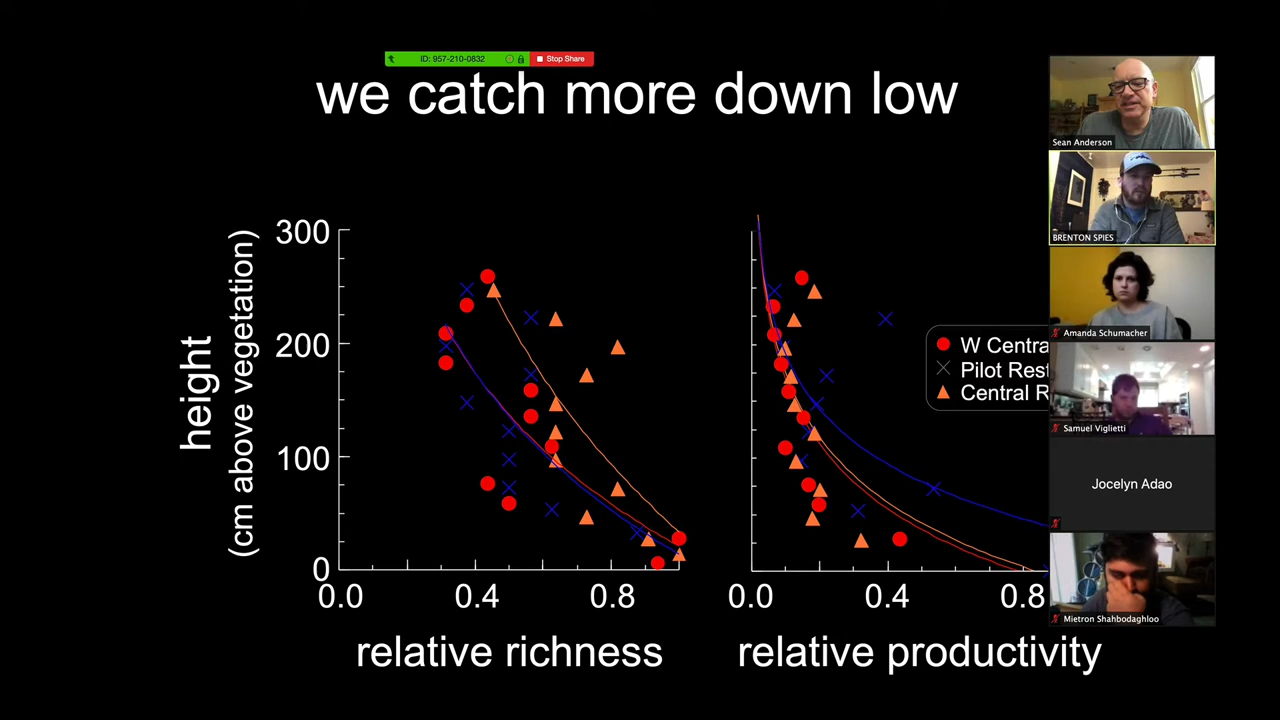 ID: 957-210-0832
Stop Share
we catch more down low
Sean Anderson
BRENTON SPIES
Amanda Schumacher
Samuel Viglietti
Jocelyn Adao
Mietron Shahbodaghloo
height
(cm above vegetation)
300
200
100
0
0.0
0.4
0.8
relative richness
W Centra
Pilot Rest
Central R
0.0
0.4
0.8
relative productivity